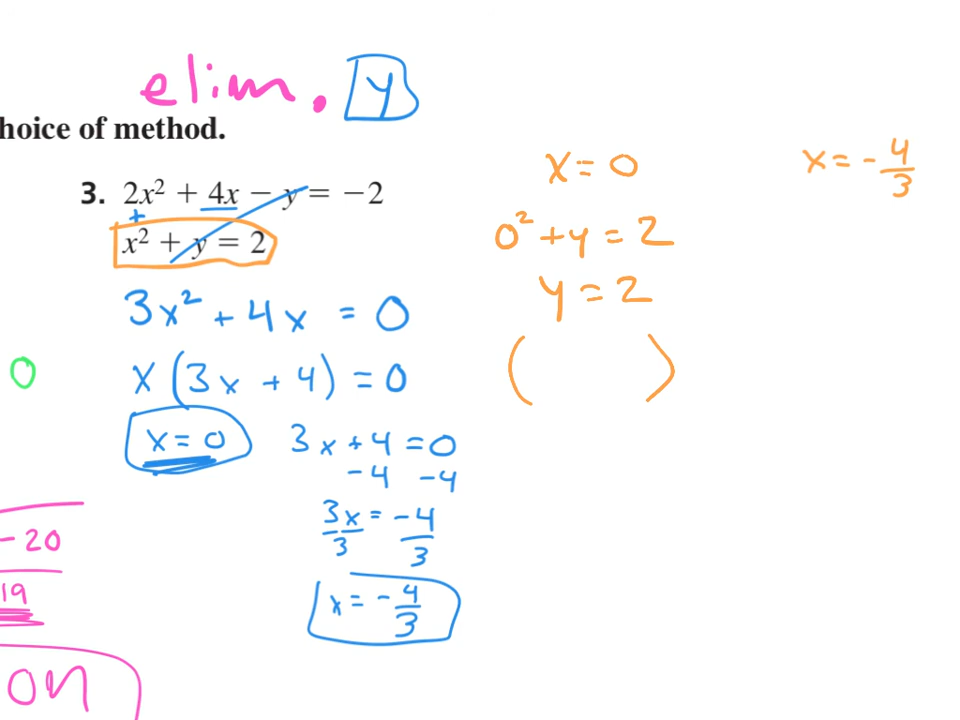 elim. y
hoice of method.
3. 2x² + 4x − y = −2
+
x² + y = 2
3x² + 4x = 0
x (3x + 4) = 0
x = 0
3x + 4 = 0
-4 -4
3x = -4
3 3
x = -4/3
x = 0
0² + y = 2
y = 2
( )
x = -4/3
0
-20
19
on